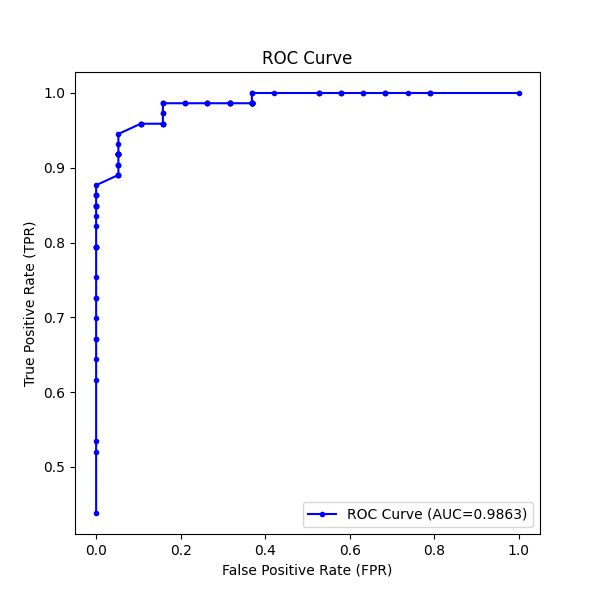 ROC Curve
1.0
0.9
0.8
0.7
0.6
0.5
True Positive Rate (TPR)
ROC Curve (AUC=0.9863)
0.0 0.2 0.4 0.6 0.8 1.0
False Positive Rate (FPR)